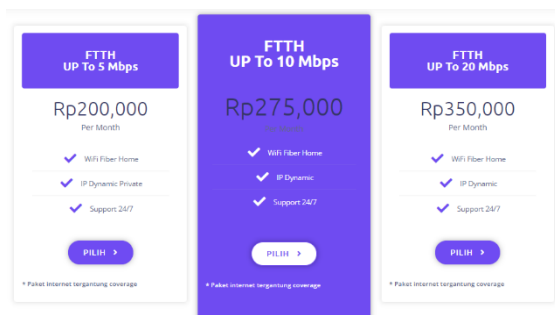 FTTH
UP To 5 Mbps
Rp200,000
Per Month
WiFi Fiber Home
IP Dynamic Private
Support 24/7
PILIH >
* Paket internet tergantung coverage
FTTH
UP To 10 Mbps
Rp275,000
Per Month
WiFi Fiber Home
IP Dynamic
Support 24/7
PILIH >
* Paket internet tergantung coverage
FTTH
UP To 20 Mbps
Rp350,000
Per Month
WiFi Fiber Home
IP Dynamic
Support 24/7
PILIH >
* Paket internet tergantung coverage